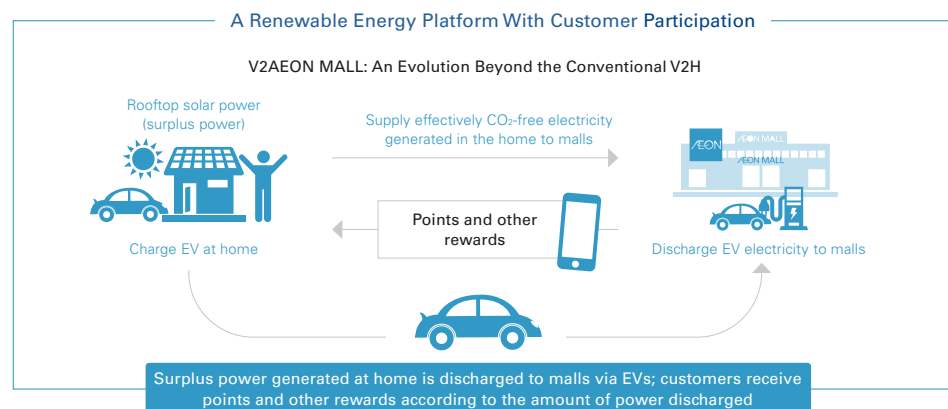 A Renewable Energy Platform With Customer Participation
V2AEON MALL: An Evolution Beyond the Conventional V2H
Rooftop solar power
(surplus power)
Supply effectively CO₂-free electricity
generated in the home to malls
ÆON
ÆON MALL
ÆON MALL
Points and other
rewards
Charge EV at home
Discharge EV electricity to malls
Surplus power generated at home is discharged to malls via EVs; customers receive
points and other rewards according to the amount of power discharged